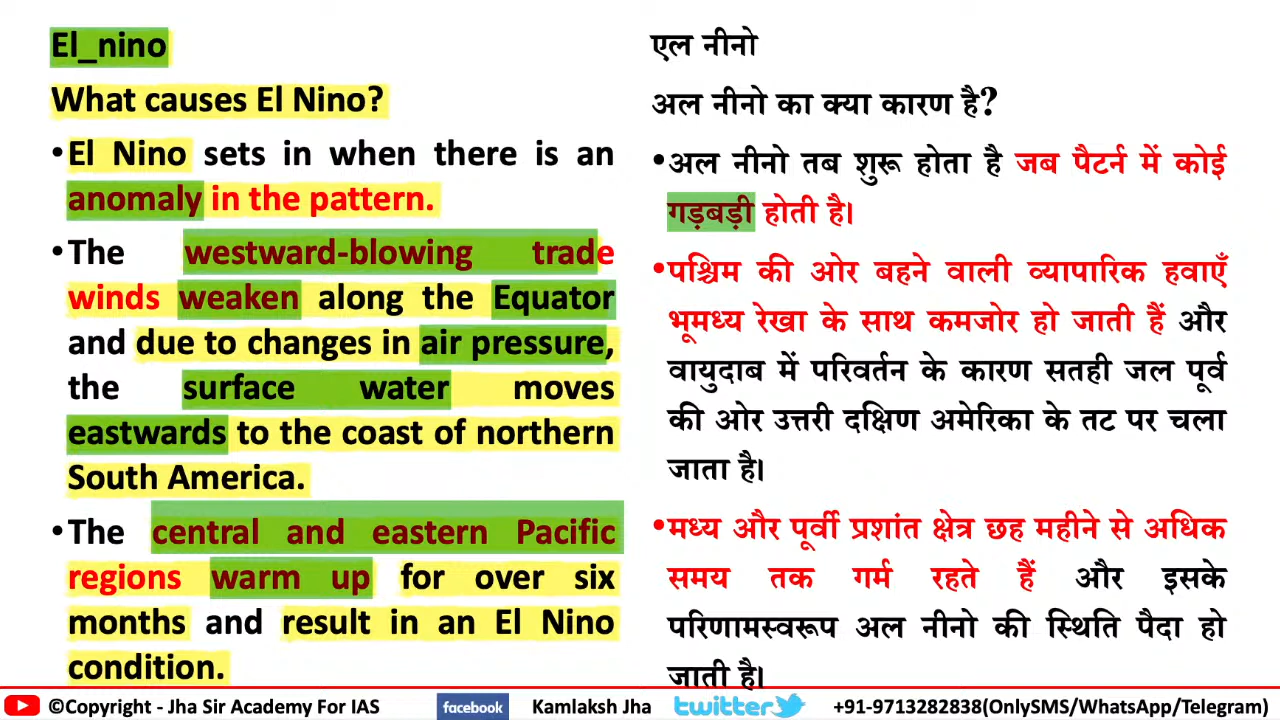 El_nino
What causes El Nino?
•El Nino sets in when there is an
anomaly in the pattern.
•The westward-blowing trade
winds weaken along the Equator
and due to changes in air pressure,
the surface water moves
eastwards to the coast of northern
South America.
•The central and eastern Pacific
regions warm up for over six
months and result in an El Nino
condition.
एल नीनो
अल नीनो का क्या कारण है?
•अल नीनो तब शुरू होता है जब पैटर्न में कोई
गड़बड़ी होती है।
•पश्चिम की ओर बहने वाली व्यापारिक हवाएँ
भूमध्य रेखा के साथ कमजोर हो जाती हैं और
वायुदाब में परिवर्तन के कारण सतही जल पूर्व
की ओर उत्तरी दक्षिण अमेरिका के तट पर चला
जाता है।
•मध्य और पूर्वी प्रशांत क्षेत्र छह महीने से अधिक
समय तक गर्म रहते हैं और इसके
परिणामस्वरूप अल नीनो की स्थिति पैदा हो
जाती है।
©Copyright - Jha Sir Academy For IAS facebook Kamlaksh Jha twitter +91-9713282838(OnlySMS/WhatsApp/Telegram)